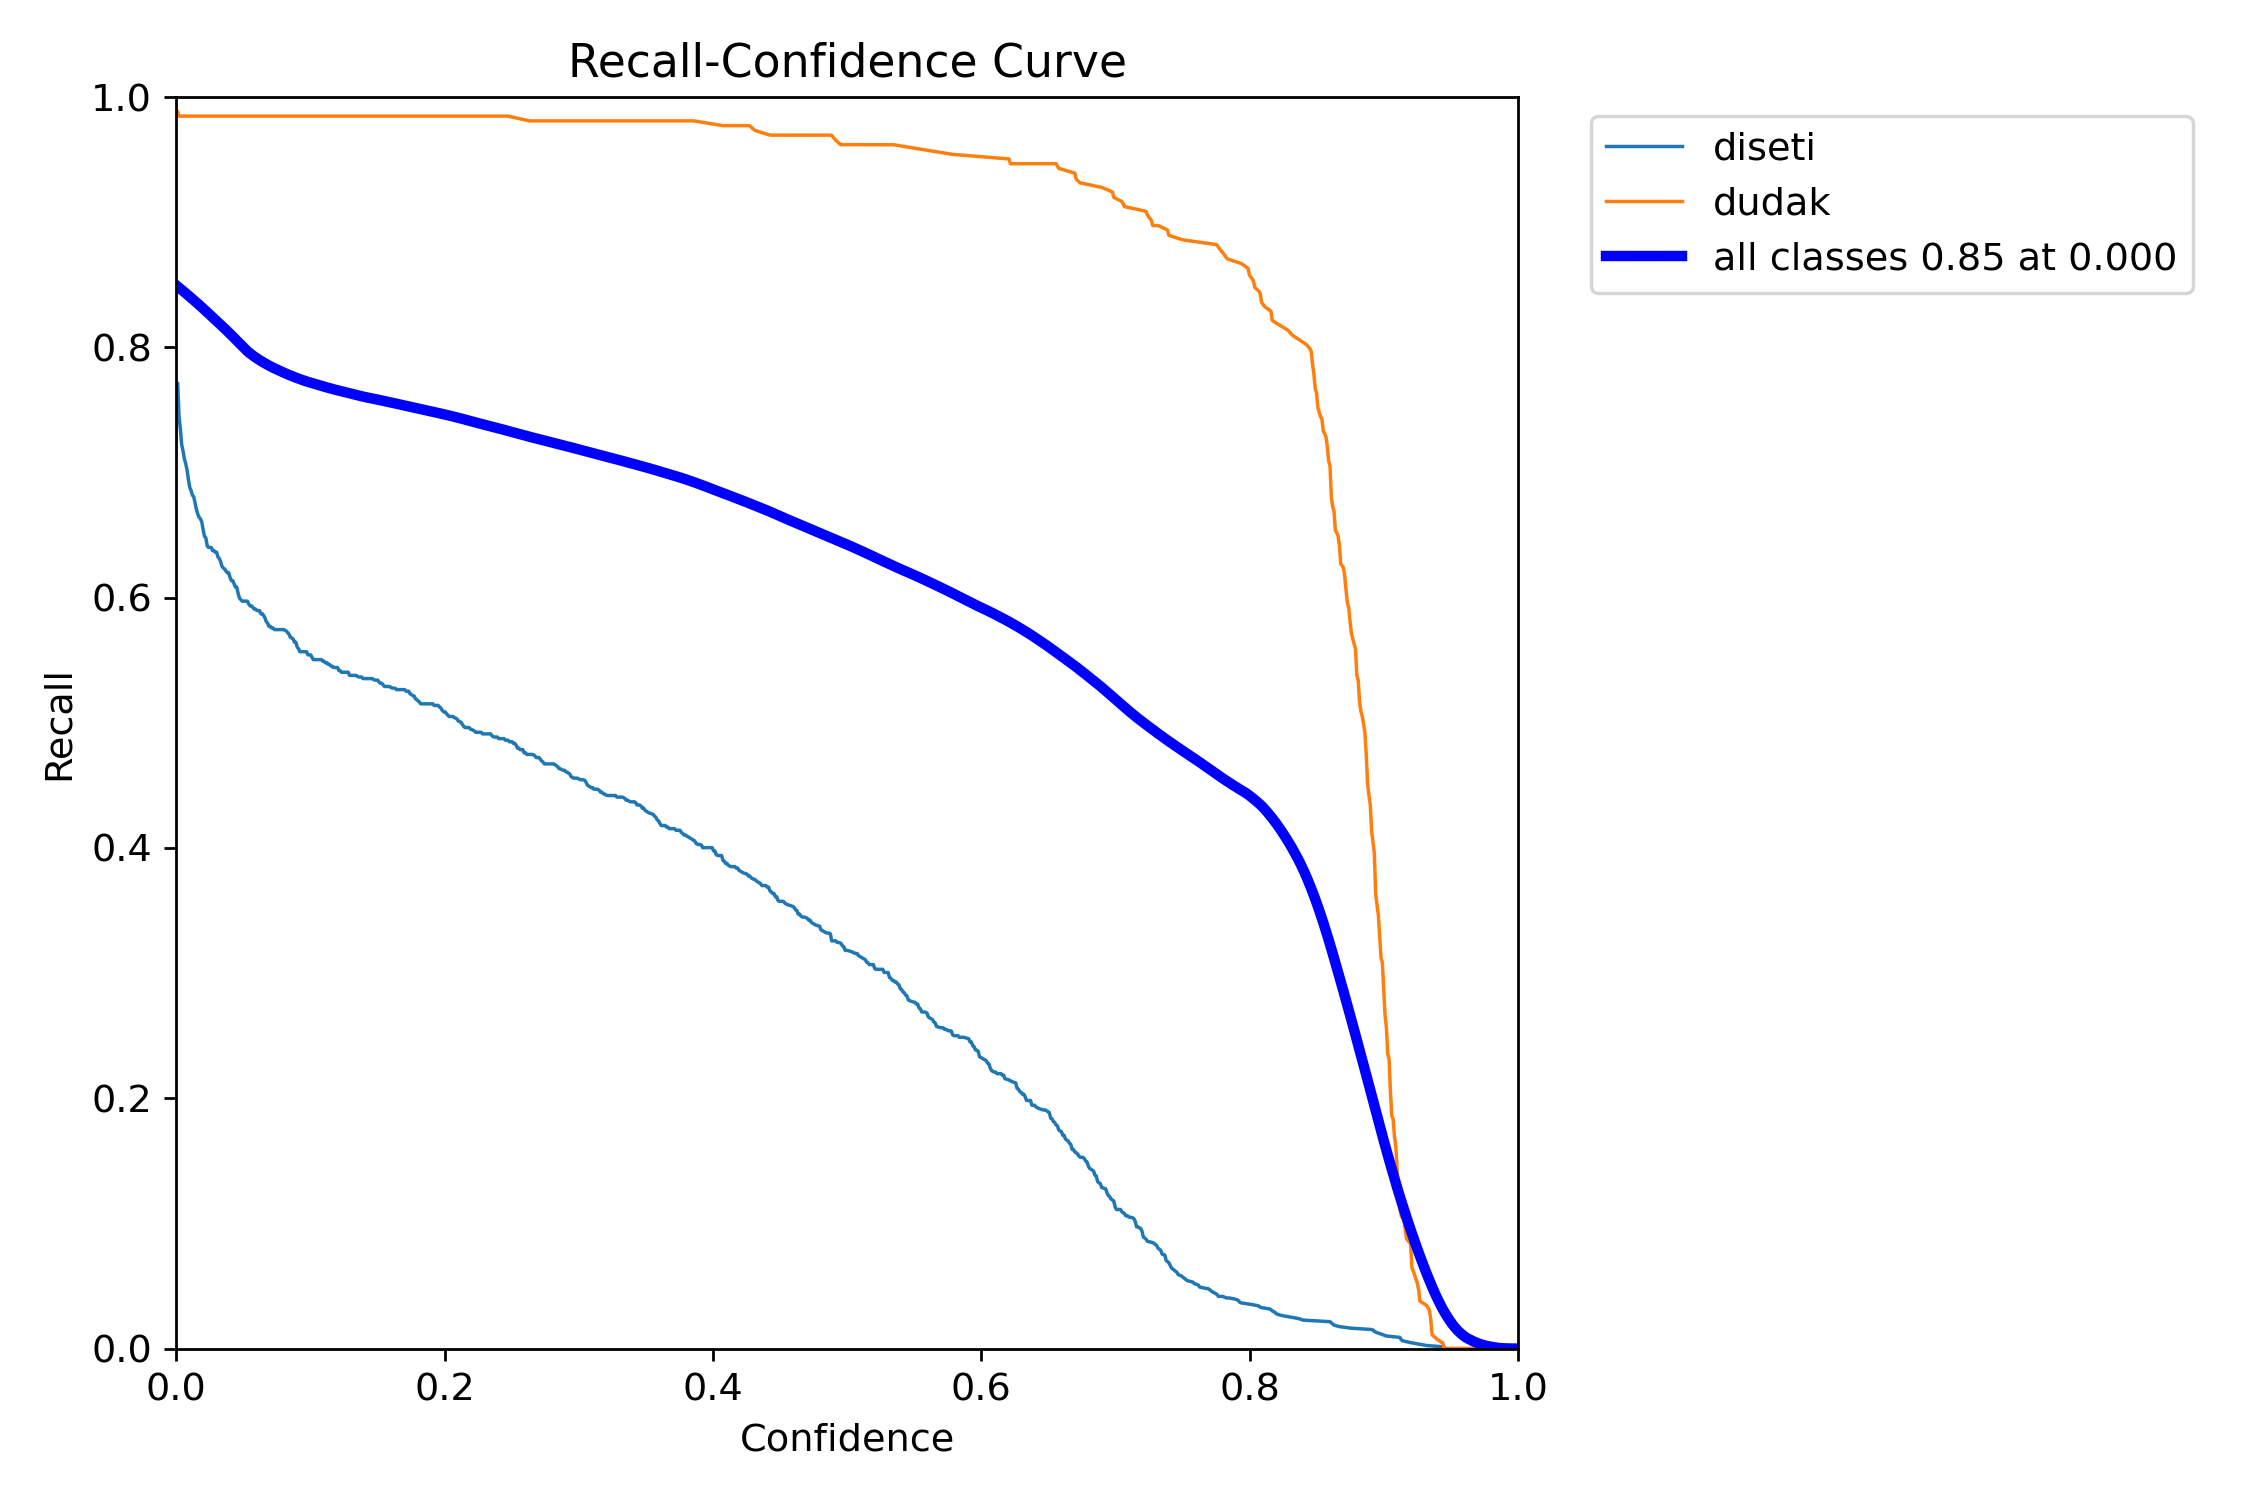 Recall-Confidence Curve
1.0
0.8
0.6
0.4
0.2
0.0
Recall
0.0 0.2 0.4 0.6 0.8 1.0
Confidence
diseti
dudak
all classes 0.85 at 0.000